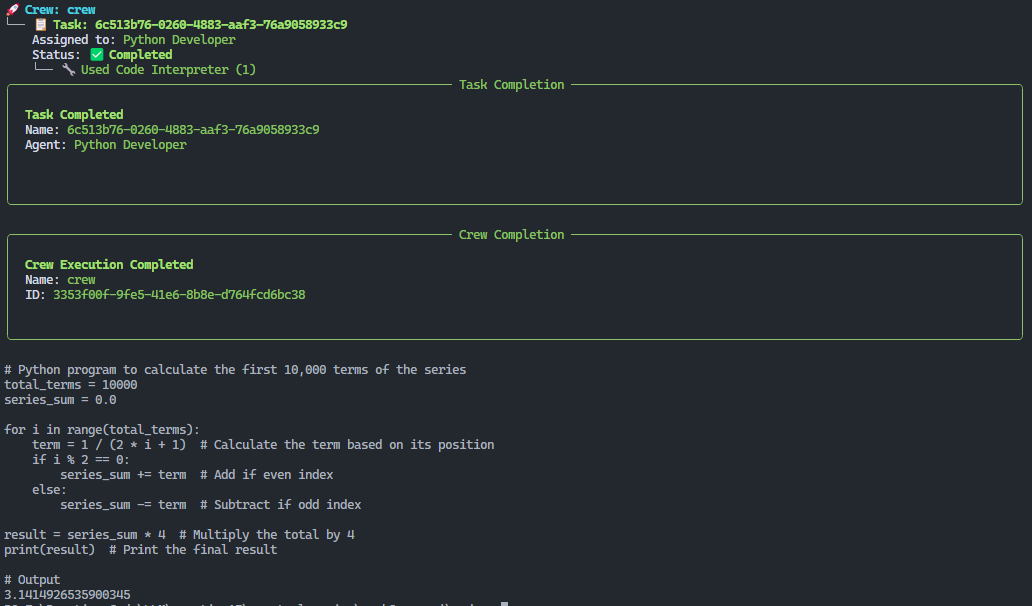 Crew: crew
Task: 6c513b76-0260-4883-aaf3-76a9058933c9
Assigned to: Python Developer
Status: ✅ Completed
Used Code Interpreter (1)
Task Completion
Task Completed
Name: 6c513b76-0260-4883-aaf3-76a9058933c9
Agent: Python Developer
Crew Completion
Crew Execution Completed
Name: crew
ID: 3353f00f-9fe5-41e6-8b8e-d764fcd6bc38
# Python program to calculate the first 10,000 terms of the series
total_terms = 10000
series_sum = 0.0
for i in range(total_terms):
    term = 1 / (2 * i + 1)  # Calculate the term based on its position
    if i % 2 == 0:
        series_sum += term  # Add if even index
    else:
        series_sum -= term  # Subtract if odd index
result = series_sum * 4  # Multiply the total by 4
print(result)  # Print the final result
# Output
3.1414926535900345